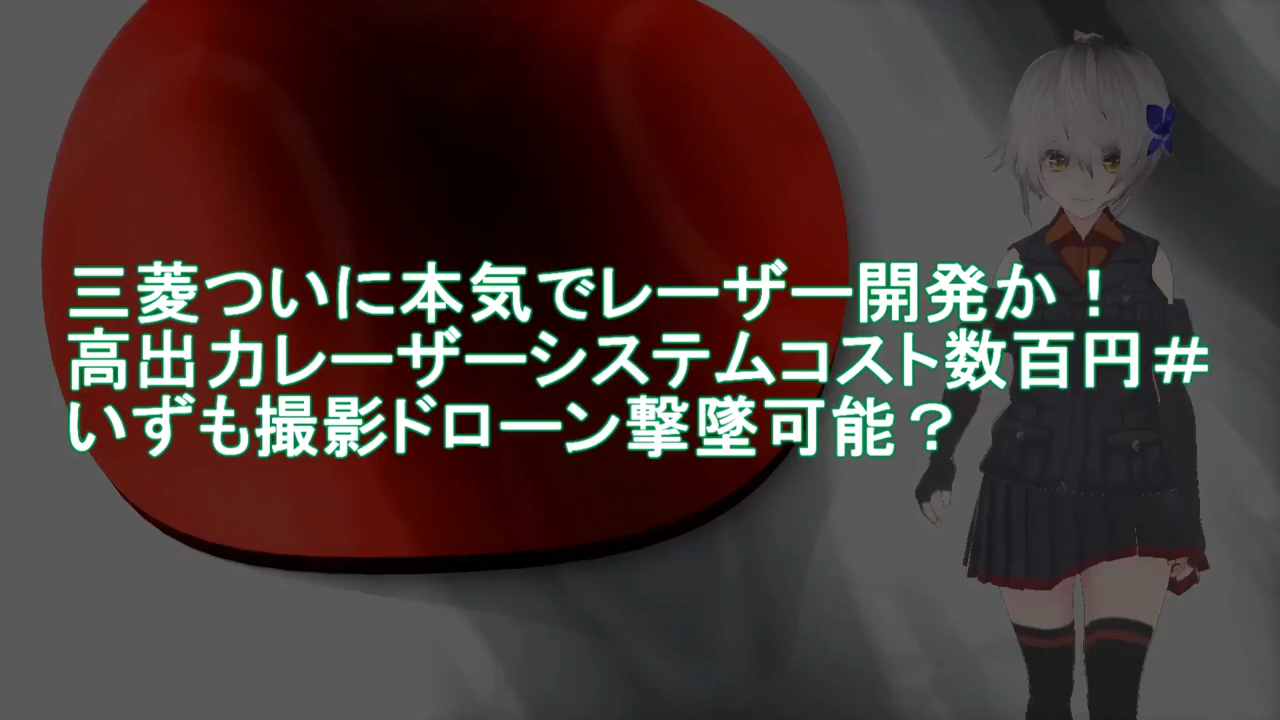 三菱ついに本気でレーザー開発か！
高出力レーザーシステムコスト数百円＃
いずも撮影ドローン撃墜可能？